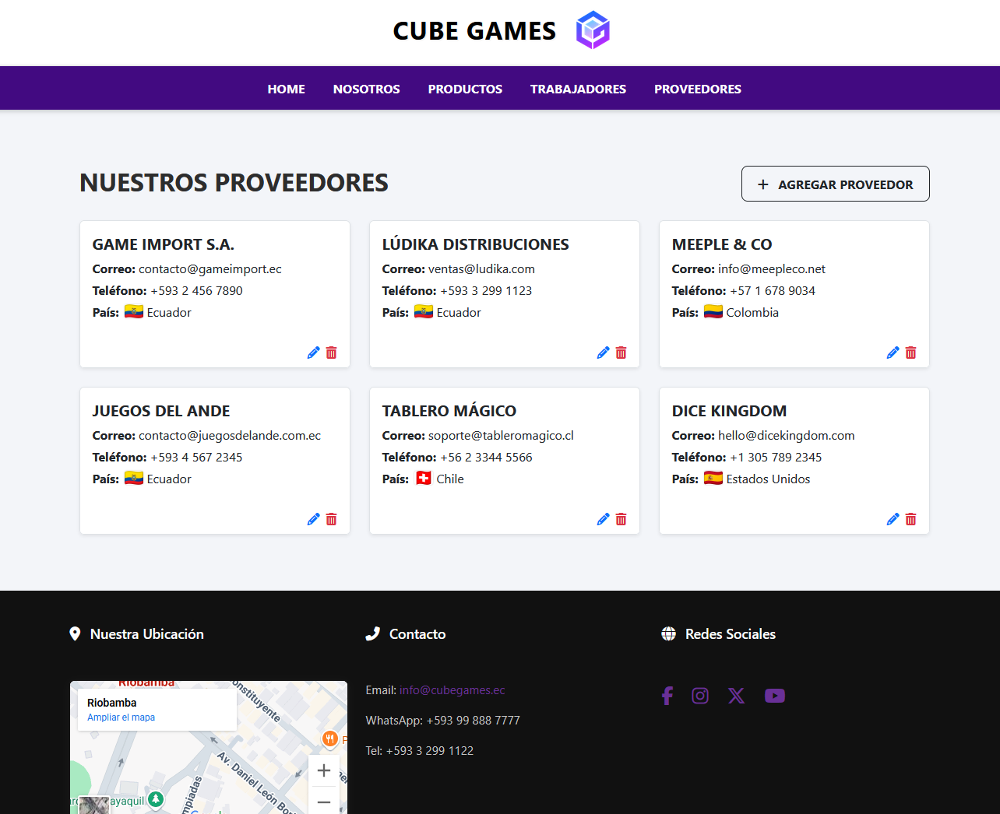 CUBE GAMES
HOME NOSOTROS PRODUCTOS TRABAJADORES PROVEEDORES
NUESTROS PROVEEDORES
+ AGREGAR PROVEEDOR
GAME IMPORT S.A.
Correo: contacto@gameimport.ec
Teléfono: +593 2 456 7890
País: Ecuador
LÚDIKA DISTRIBUCIONES
Correo: ventas@ludika.com
Teléfono: +593 3 299 1123
País: Ecuador
MEEPLE & CO
Correo: info@meepleco.net
Teléfono: +57 1 678 9034
País: Colombia
JUEGOS DEL ANDE
Correo: contacto@juegosdelande.com.ec
Teléfono: +593 4 567 2345
País: Ecuador
TABLERO MÁGICO
Correo: soporte@tableromagico.cl
Teléfono: +56 2 3344 5566
País: Chile
DICE KINGDOM
Correo: hello@dicekingdom.com
Teléfono: +1 305 789 2345
País: Estados Unidos
Nuestra Ubicación
Riobamba
Riobamba
Ampliar el mapa
onstituyente
Av. Daniel León Bor
mpiadas
ayaquil
Contacto
Email: info@cubegames.ec
WhatsApp: +593 99 888 7777
Tel: +593 3 299 1122
Redes Sociales